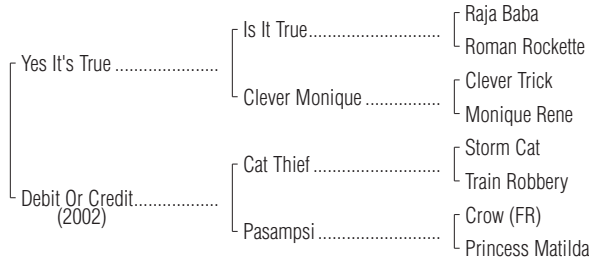 Raja Baba
Is It True
Roman Rockette
Yes It's True
Clever Trick
Clever Monique
Monique Rene
Storm Cat
Cat Thief
Train Robbery
Debit Or Credit
(2002)
Crow (FR)
Pasampsi
Princess Matilda